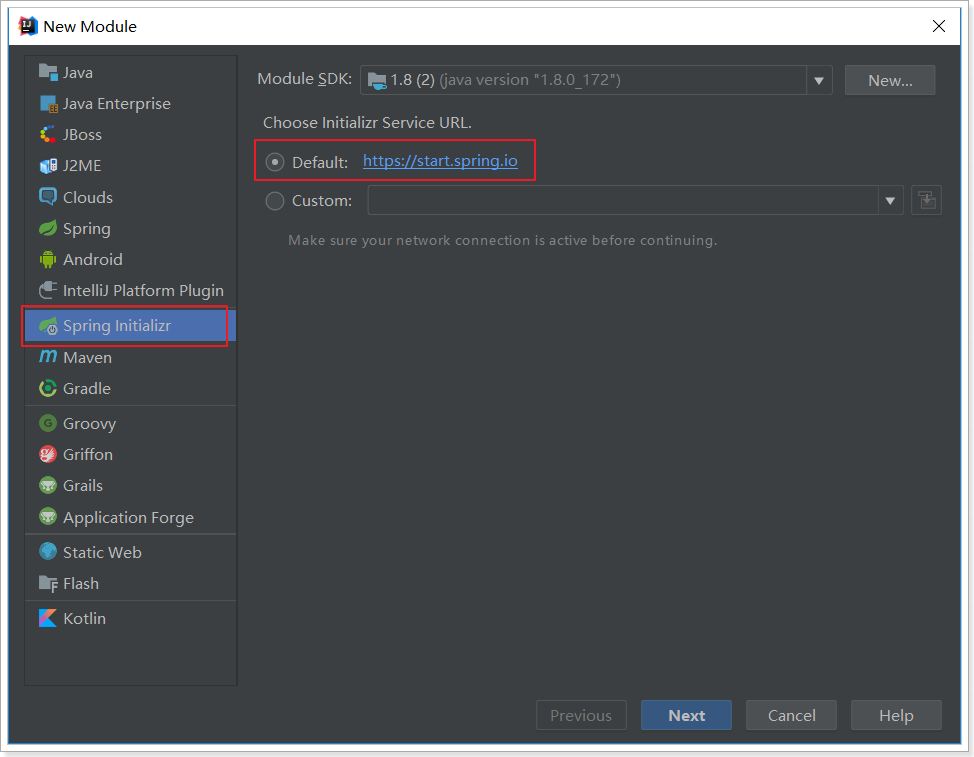 New Module
Java
Java Enterprise
JBoss
J2ME
Clouds
Spring
Android
IntelliJ Platform Plugin
Spring Initializr
Maven
Gradle
Groovy
Griffon
Grails
Application Forge
Static Web
Flash
Kotlin
Module SDK: 1.8 (2) (java version "1.8.0_172") New...
Choose Initializr Service URL.
Default: https://start.spring.io
Custom:
Make sure your network connection is active before continuing.
Previous Next Cancel Help